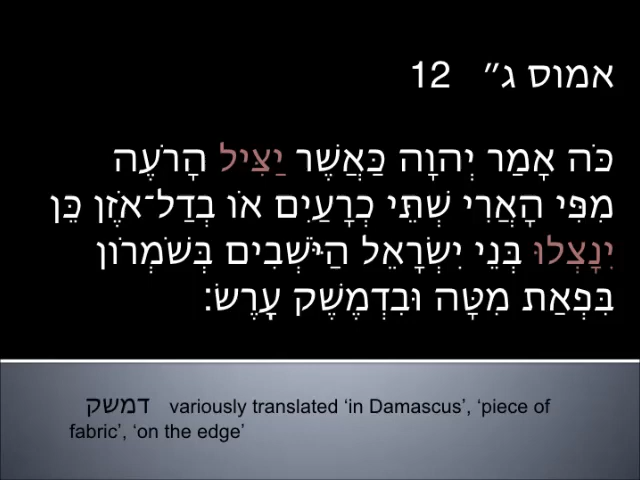 אמוס ג״ 12
כֹּה אָמַר יְהוָה כַּאֲשֶׁר יַצִּיל הָרֹעֶה
מִפִּי הָאֲרִי שְׁתֵּי כְרָעַיִם אוֹ בְדַל־אֹזֶן כֵּן
יִנָּצְלוּ בְּנֵי יִשְׂרָאֵל הַיֹּשְׁבִים בְּשֹׁמְרוֹן
בִּפְאַת מִטָּה וּבִדְמֶשֶׁק עָרֶשׂ׃
דמשק variously translated ‘in Damascus’, ‘piece of
fabric’, ‘on the edge’